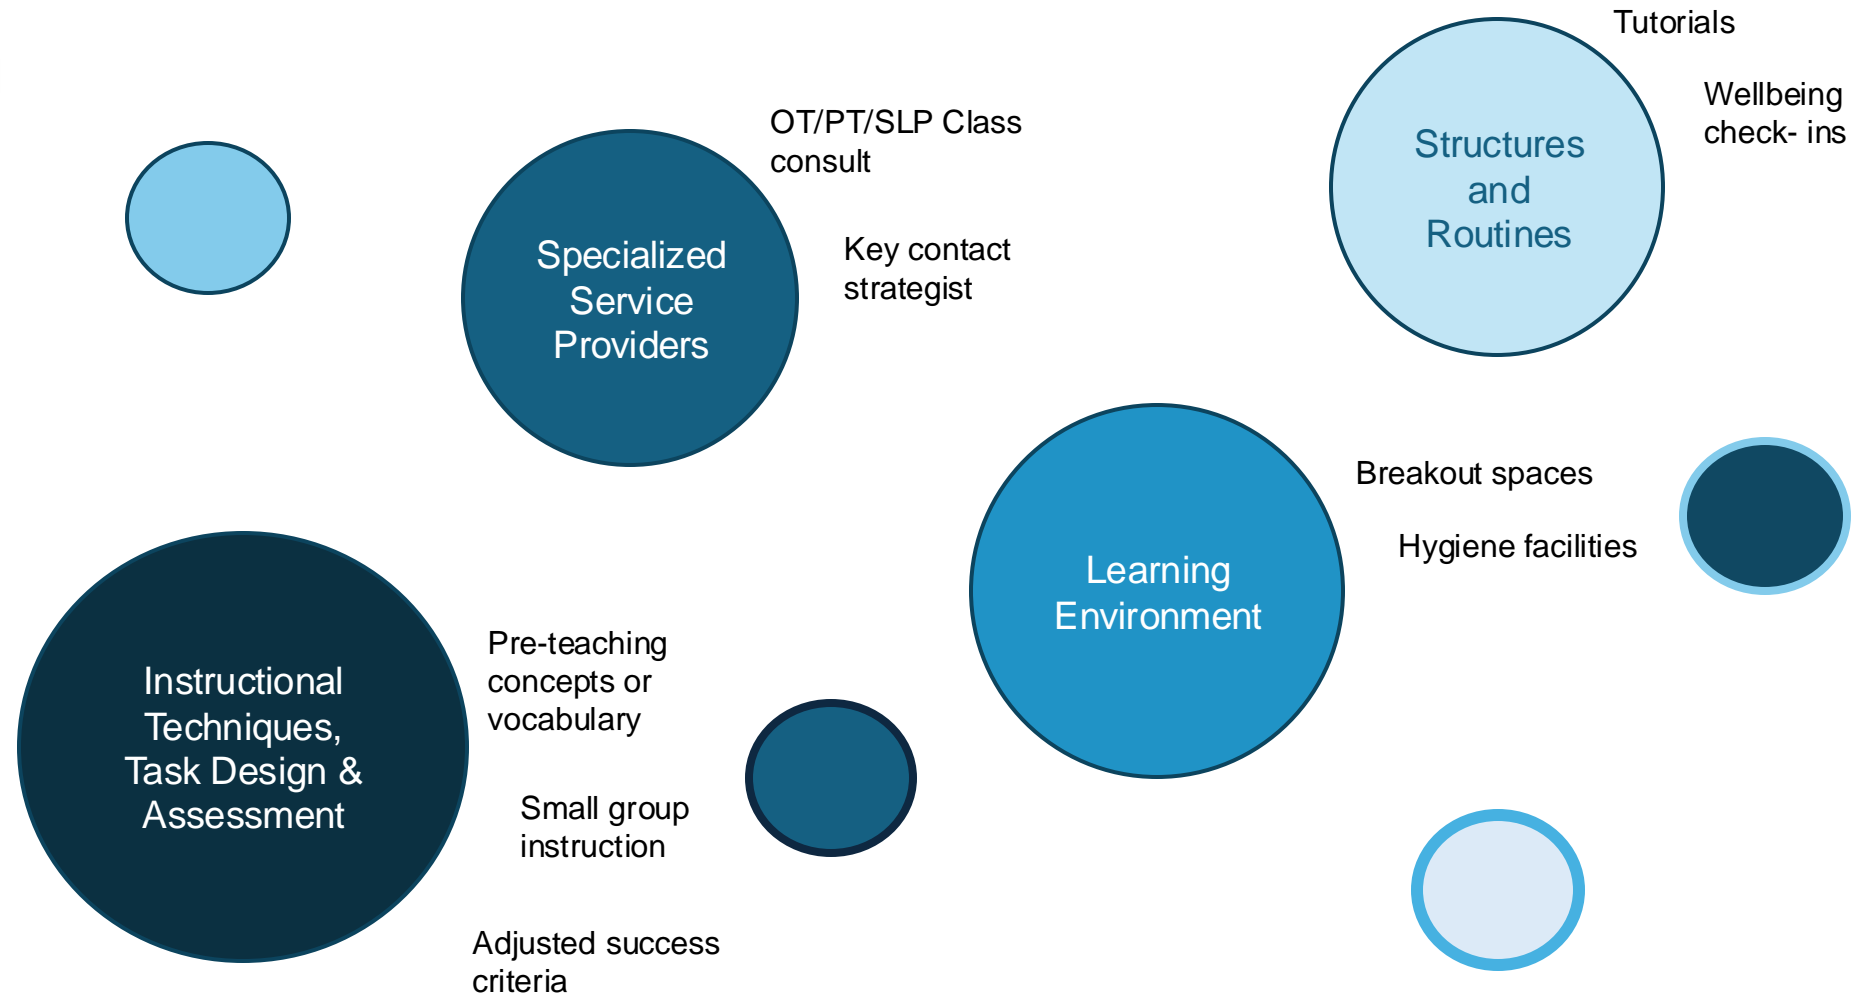 Specialized
Service
Providers
OT/PT/SLP Class
consult
Key contact
strategist
Structures
and
Routines
Tutorials
Wellbeing
check- ins
Instructional
Techniques,
Task Design &
Assessment
Pre-teaching
concepts or
vocabulary
Small group
instruction
Adjusted success
criteria
Learning
Environment
Breakout spaces
Hygiene facilities